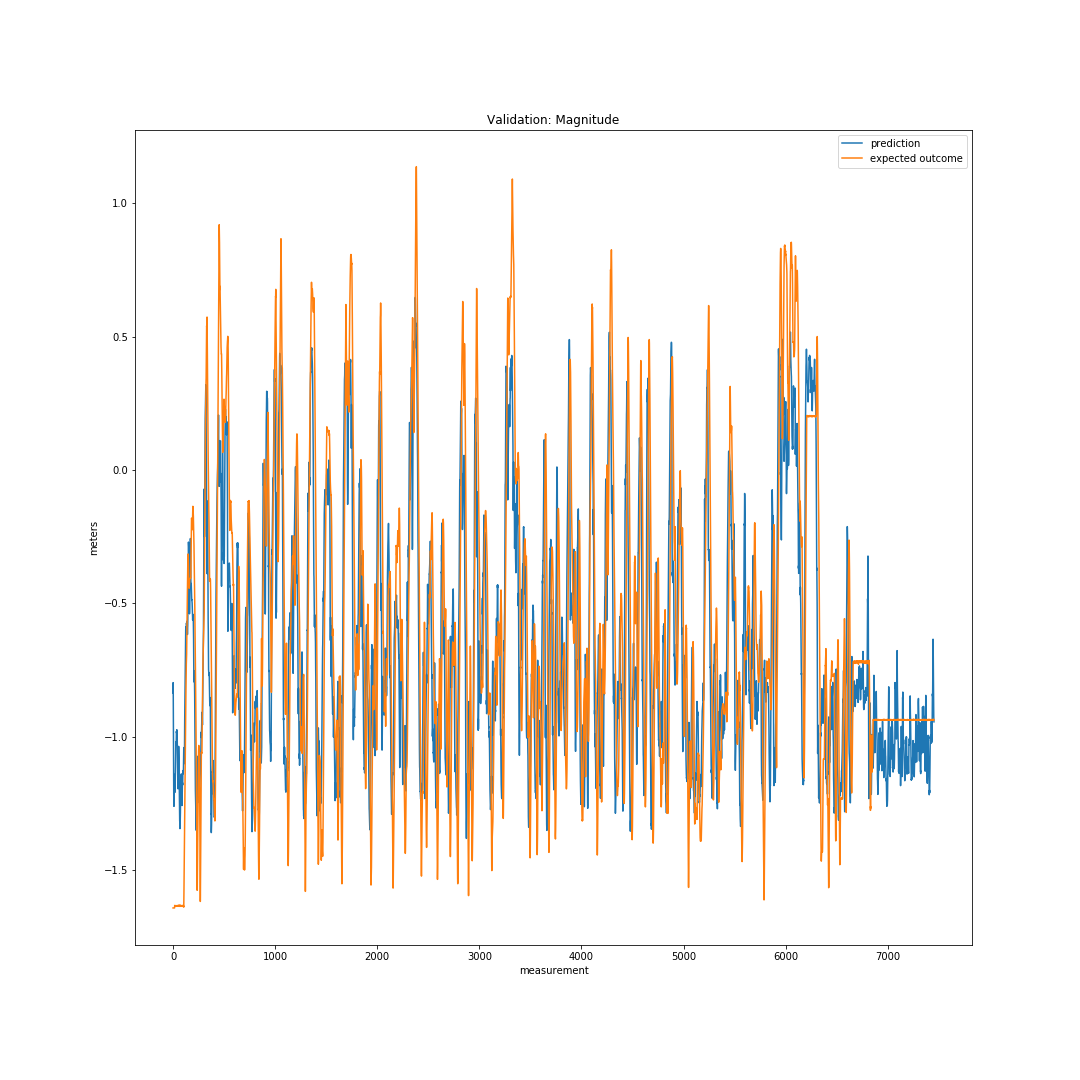 Validation: Magnitude
prediction
expected outcome
1.0
0.5
0.0
−0.5
−1.0
−1.5
meters
0 1000 2000 3000 4000 5000 6000 7000
measurement